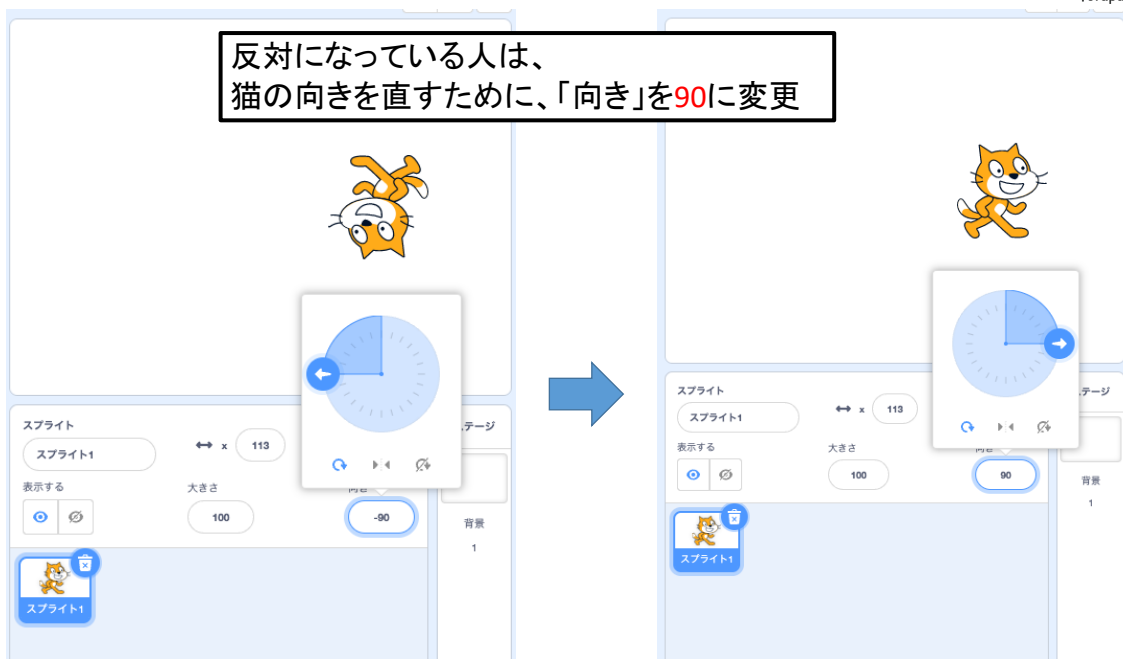 反対になっている人は、
猫の向きを直すために、「向き」を90に変更
スプライト
スプライト1
x 113
表示する
大きさ
向き
100
-90
スプライト1
ステージ
背景
1
スプライト
スプライト1
x 113
表示する
大きさ
向き
100
90
スプライト1
ステージ
背景
1